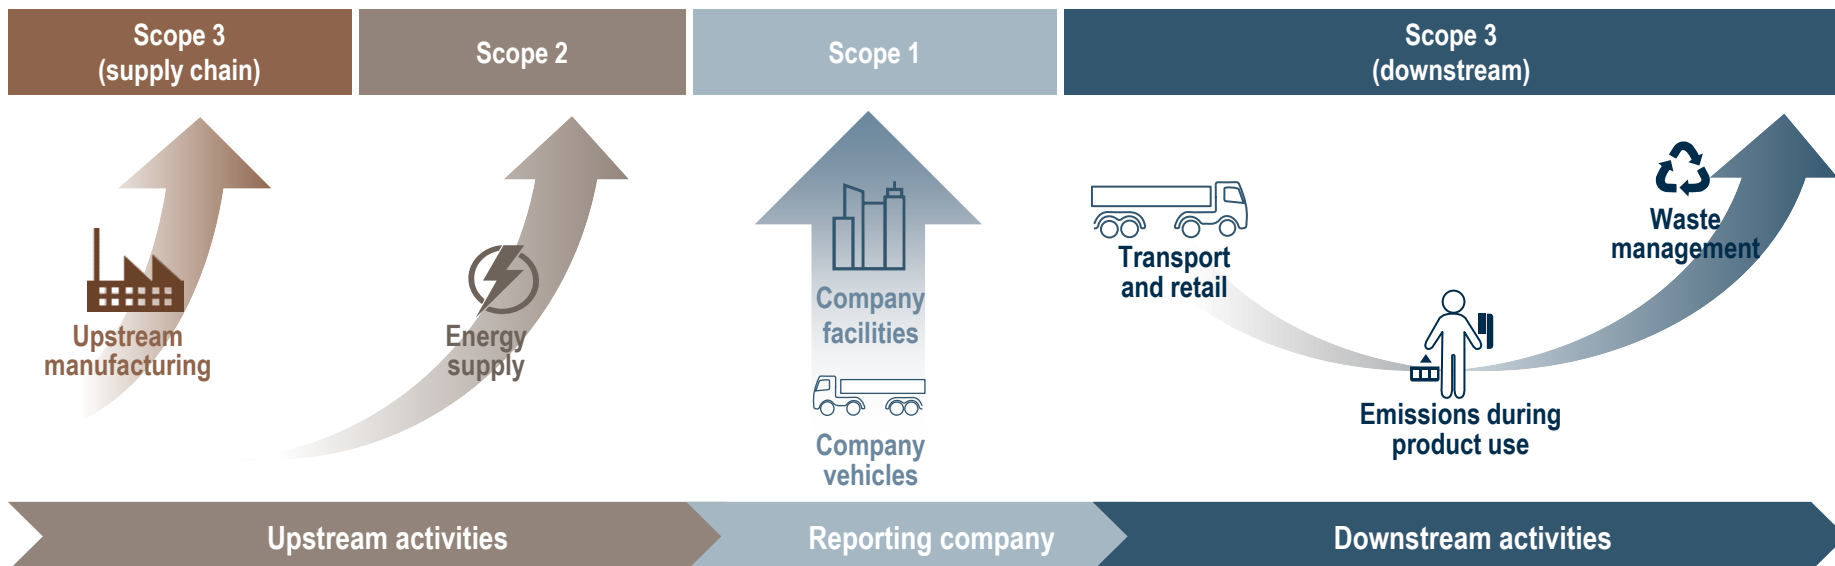 Scope 3
(supply chain)
Scope 2
Scope 1
Scope 3
(downstream)
Upstream
manufacturing
Energy
supply
Company
facilities
Company
vehicles
Transport
and retail
Emissions during
product use
Waste
management
Upstream activities
Reporting company
Downstream activities